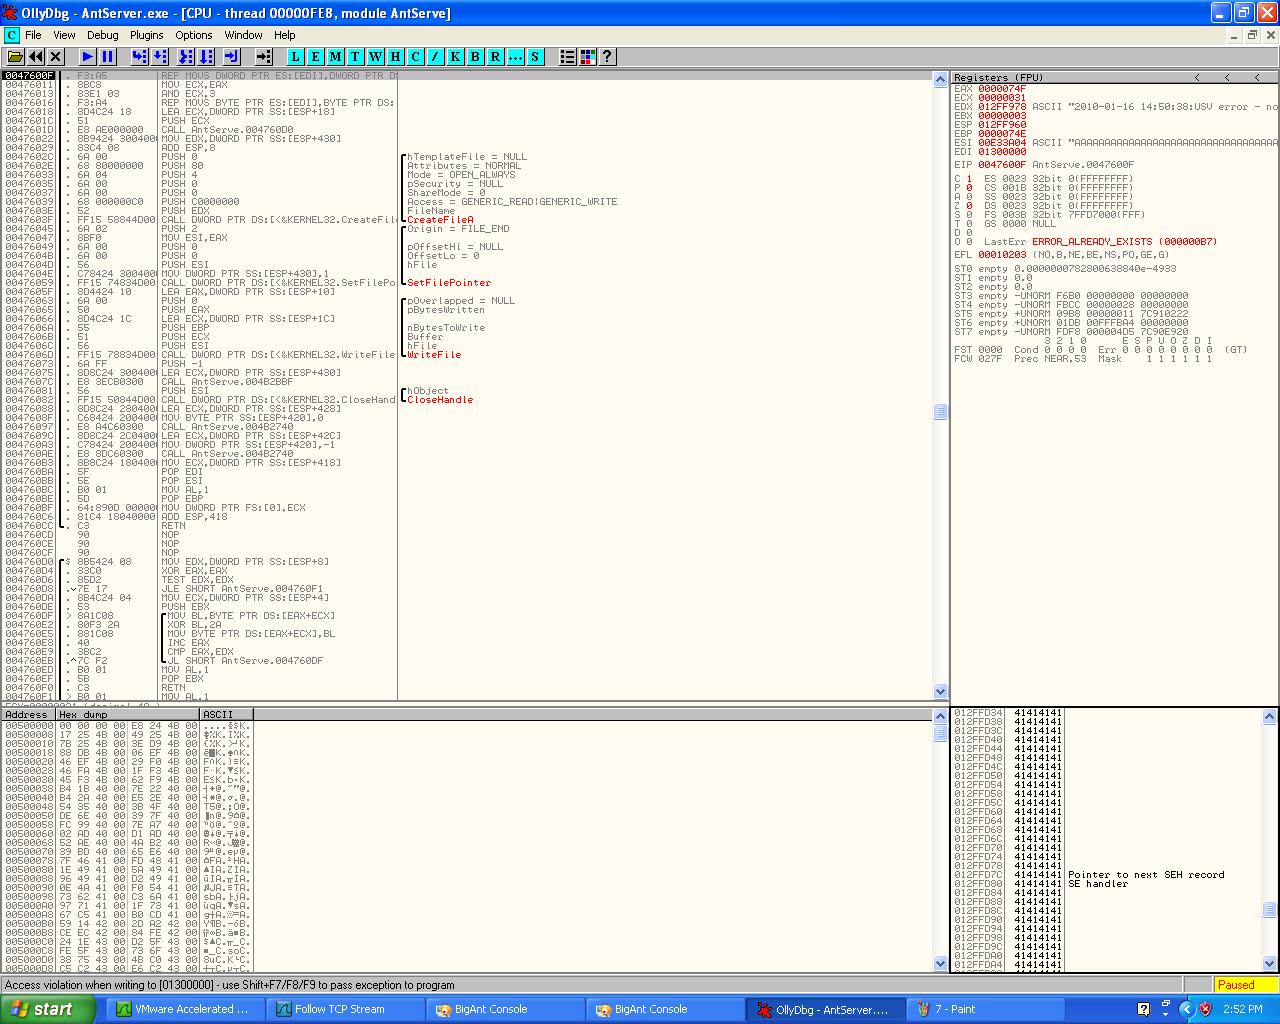 OllyDbg - AntServer.exe - [CPU - thread 00000FE8, module AntServe]
C File View Debug Plugins Options Window Help
L E M T W H C / K B R ... S ?
0047600F . F3:A5 REP MOVS DWORD PTR ES:[EDI],DWORD PTR DS
00476011 . 8BC8 MOV ECX,EAX
00476013 . 83E1 03 AND ECX,3
00476016 . F3:A4 REP MOVS BYTE PTR ES:[EDI],BYTE PTR DS:
00476018 . 8D4C24 18 LEA ECX,DWORD PTR SS:[ESP+18]
0047601C . 51 PUSH ECX
0047601D . E8 AE000000 CALL AntServe.004760D0
00476022 . 8B9424 300400 MOV EDX,DWORD PTR SS:[ESP+430]
00476029 . 83C4 08 ADD ESP,8
0047602C . 6A 00 PUSH 0 hTemplateFile = NULL
0047602E . 68 80000000 PUSH 80 Attributes = NORMAL
00476033 . 6A 04 PUSH 4 Mode = OPEN_ALWAYS
00476035 . 6A 00 PUSH 0 pSecurity = NULL
00476037 . 6A 00 PUSH 0 ShareMode = 0
00476039 . 68 000000C0 PUSH C0000000 Access = GENERIC_READ|GENERIC_WRITE
0047603E . 52 PUSH EDX FileName
0047603F . FF15 58844D00 CALL DWORD PTR DS:[<&KERNEL32.CreateFil CreateFileA
00476045 . 6A 02 PUSH 2 Origin = FILE_END
00476047 . 8BF0 MOV ESI,EAX
00476049 . 6A 00 PUSH 0 pOffsetHi = NULL
0047604B . 6A 00 PUSH 0 OffsetLo = 0
0047604D . 56 PUSH ESI hFile
0047604E . C78424 300400 MOV DWORD PTR SS:[ESP+430],1
00476059 . FF15 74834D00 CALL DWORD PTR DS:[<&KERNEL32.SetFilePo SetFilePointer
0047605F . 8D4424 10 LEA EAX,DWORD PTR SS:[ESP+10]
00476063 . 6A 00 PUSH 0 pOverlapped = NULL
00476065 . 50 PUSH EAX pBytesWritten
00476066 . 8D4C24 1C LEA ECX,DWORD PTR SS:[ESP+1C]
0047606A . 55 PUSH EBP nBytesToWrite
0047606B . 51 PUSH ECX Buffer
0047606C . 56 PUSH ESI hFile
0047606D . FF15 78834D00 CALL DWORD PTR DS:[<&KERNEL32.WriteFile WriteFile
00476073 . 6A FF PUSH -1
00476075 . 8D8C24 300400 LEA ECX,DWORD PTR SS:[ESP+430]
0047607C . E8 3ECB0300 CALL AntServe.004B2BBF
00476081 . 56 PUSH ESI hObject
00476082 . FF15 50844D00 CALL DWORD PTR DS:[<&KERNEL32.CloseHand CloseHandle
00476088 . 8D8C24 280400 LEA ECX,DWORD PTR SS:[ESP+428]
0047608F . C68424 200400 MOV BYTE PTR SS:[ESP+420],0
00476097 . E8 A4C60300 CALL AntServe.004B2740
0047609C . 8D8C24 2C0400 LEA ECX,DWORD PTR SS:[ESP+42C]
004760A3 . C78424 200400 MOV DWORD PTR SS:[ESP+420],-1
004760AE . E8 8DC60300 CALL AntServe.004B2740
004760B3 . 8B8C24 180400 MOV ECX,DWORD PTR SS:[ESP+418]
004760BA . 5F POP EDI
004760BB . 5E POP ESI
004760BC . B0 01 MOV AL,1
004760BE . 5D POP EBP
004760BF . 64:890D 00000 MOV DWORD PTR FS:[0],ECX
004760C6 . 81C4 18040000 ADD ESP,418
004760CC . C3 RETN
004760CD 90 NOP
004760CE 90 NOP
004760CF 90 NOP
004760D0 $ 8B5424 08 MOV EDX,DWORD PTR SS:[ESP+8]
004760D4 . 33C0 XOR EAX,EAX
004760D6 . 85D2 TEST EDX,EDX
004760D8 . 7E 17 JLE SHORT AntServe.004760F1
004760DA . 8B4C24 04 MOV ECX,DWORD PTR SS:[ESP+4]
004760DE . 53 PUSH EBX
004760DF > 8A1C08 MOV BL,BYTE PTR DS:[EAX+ECX]
004760E2 . 80F3 2A XOR BL,2A
004760E5 . 881C08 MOV BYTE PTR DS:[EAX+ECX],BL
004760E8 . 40 INC EAX
004760E9 . 3BC2 CMP EAX,EDX
004760EB .^7C F2 JL SHORT AntServe.004760DF
004760ED . B0 01 MOV AL,1
004760EF . 5B POP EBX
004760F0 . C3 RETN
004760F1 > B0 01 MOV AL,1
Registers (FPU) < < <
EAX 0000074F
ECX 00000031
EDX 012FF978 ASCII "2010-01-16 14:50:38:USV error - no
EBX 00000003
ESP 012FF960
EBP 0000074E
ESI 00E33A04 ASCII "AAAAAAAAAAAAAAAAAAAAAAAAAAAAAAAAAA
EDI 01300000
EIP 0047600F AntServe.0047600F
C 1 ES 0023 32bit 0(FFFFFFFF)
P 0 CS 001B 32bit 0(FFFFFFFF)
A 0 SS 0023 32bit 0(FFFFFFFF)
Z 0 DS 0023 32bit 0(FFFFFFFF)
S 0 FS 003B 32bit 7FFD7000(FFF)
T 0 GS 0000 NULL
D 0
O 0 LastErr ERROR_ALREADY_EXISTS (000000B7)
EFL 00010203 (NO,B,NE,BE,NS,PO,GE,G)
ST0 empty 0.0000000782800638840e-4933
ST1 empty 0.0
ST2 empty 0.0
ST3 empty -UNORM F6B0 00000000 00000000
ST4 empty -UNORM FBCC 00000028 00000000
ST5 empty +UNORM 09B8 00000011 7C910222
ST6 empty +UNORM 01DB 00FFFBA4 00000000
ST7 empty -UNORM FDF8 000004D5 7C90E920
3 2 1 0 E S P U O Z D I
FST 0000 Cond 0 0 0 0 Err 0 0 0 0 0 0 0 0 (GT)
FCW 027F Prec NEAR,53 Mask 1 1 1 1 1 1
Address Hex dump ASCII
00500000 00 00 00 00 E8 24 4B 00
00500008 17 25 4B 00 49 25 4B 00
00500010 7B 25 4B 00 3E D9 4B 00
00500018 88 DB 4B 00 06 EF 4B 00
00500020 46 EF 4B 00 29 F0 4B 00
00500028 46 FA 4B 00 1F F3 4B 00
00500030 45 F3 4B 00 62 F9 4B 00
00500038 B4 1B 40 00 7E 22 40 00
00500040 B4 2A 40 00 E5 2E 40 00
00500048 54 35 40 00 3B 4F 40 00
00500050 DE 6E 40 00 39 7F 40 00
00500058 FC 99 40 00 7E A7 40 00
00500060 02 AD 40 00 D1 AD 40 00
00500068 52 AE 40 00 4A B2 40 00
00500070 39 BD 40 00 65 E6 40 00
00500078 7F 46 41 00 FD 48 41 00
00500080 1E 49 41 00 5A 49 41 00
00500088 96 49 41 00 D2 49 41 00
00500090 0E 4A 41 00 F0 54 41 00
00500098 73 62 41 00 C3 6A 41 00
005000A0 97 71 41 00 1F 73 41 00
005000A8 67 C5 41 00 B0 CD 41 00
005000B0 59 14 42 00 2D A2 42 00
005000B8 CE EC 42 00 84 FE 42 00
005000C0 24 1E 43 00 D2 5F 43 00
005000C8 FE 5F 43 00 73 6F 43 00
005000D0 38 75 43 00 4B C0 43 00
005000D8 C5 C2 43 00 E6 C2 43 00
012FFD34 41414141
012FFD38 41414141
012FFD3C 41414141
012FFD40 41414141
012FFD44 41414141
012FFD48 41414141
012FFD4C 41414141
012FFD50 41414141
012FFD54 41414141
012FFD58 41414141
012FFD5C 41414141
012FFD60 41414141
012FFD64 41414141
012FFD68 41414141
012FFD6C 41414141
012FFD70 41414141
012FFD74 41414141
012FFD78 41414141
012FFD7C 41414141 Pointer to next SEH record
012FFD80 41414141 SE handler
012FFD84 41414141
012FFD88 41414141
012FFD8C 41414141
012FFD90 41414141
012FFD94 41414141
012FFD98 41414141
012FFD9C 41414141
012FFDA0 41414141
012FFDA4 41414141
Access violation when writing to [01300000] - use Shift+F7/F8/F9 to pass exception to program Paused
start VMware Accelerated ... Follow TCP Stream BigAnt Console BigAnt Console OllyDbg - AntServer.... 7 - Paint 2:52 PM